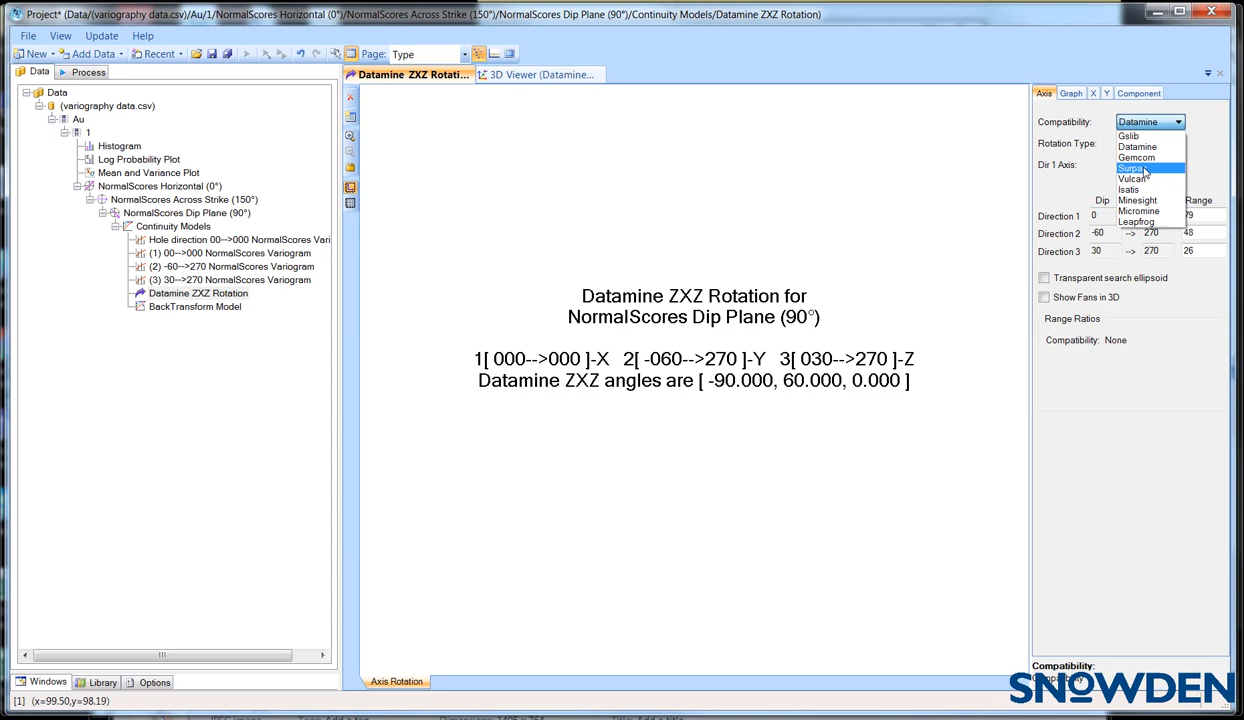 Project* (Data/(variography data.csv)/Au/1/NormalScores Horizontal (0°)/NormalScores Across Strike (150°)/NormalScores Dip Plane (90°)/Continuity Models/Datamine ZXZ Rotation)
File View Update Help
New Add Data Recent Page: Type
Data Process
Datamine ZXZ Rotati... 3D Viewer (Datamine...
Data
(variography data.csv)
Au
1
Histogram
Log Probability Plot
Mean and Variance Plot
NormalScores Horizontal (0°)
NormalScores Across Strike (150°)
NormalScores Dip Plane (90°)
Continuity Models
Hole direction 00-->000 NormalScores Vari
(1) 00-->000 NormalScores Variogram
(2) -60-->270 NormalScores Variogram
(3) 30-->270 NormalScores Variogram
Datamine ZXZ Rotation
BackTransform Model
Datamine ZXZ Rotation for
NormalScores Dip Plane (90°)
1[ 000-->000 ]-X 2[ -060-->270 ]-Y 3[ 030-->270 ]-Z
Datamine ZXZ angles are [ -90.000, 60.000, 0.000 ]
Axis Graph X Y Component
Compatibility: Datamine
Gslib
Datamine
Gemcom
Surpac
Vulcan
Isatis
Minesight
Micromine
Leapfrog
Rotation Type:
Dir 1 Axis:
Dip Range
Direction 1 0 79
Direction 2 -60 --> 270 48
Direction 3 30 --> 270 26
Transparent search ellipsoid
Show Fans in 3D
Range Ratios
Compatibility: None
Compatibility:
SNOWDEN
Axis Rotation
Windows Library Options
[1] (x=99.50,y=98.19)